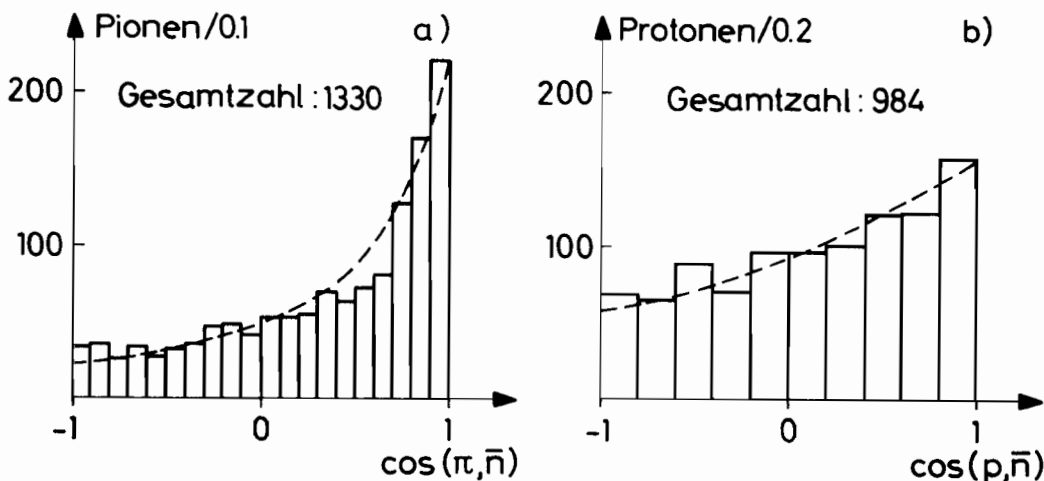 Pionen/0.1 a)
Gesamtzahl : 1330
200
100
-1 0 1
cos(π,n̄)
Protonen/0.2 b)
Gesamtzahl : 984
200
100
-1 0 1
cos(p,n̄)